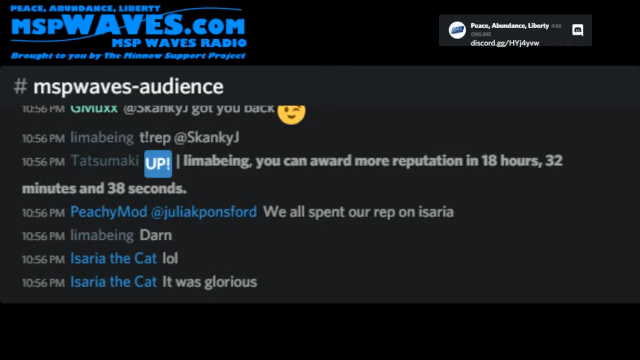 PEACE, ABUNDANCE, LIBERTY
MSPWAVES.COM
MSP WAVES RADIO
Brought to you by The Minnow Support Project
Peace, Abundance, Liberty
discord.gg/HYj4yvw
# mspwaves-audience
10:56 PM GMuxx @SkankyJ got you back
10:56 PM limabeing t!rep @SkankyJ
10:56 PM Tatsumaki UP! | limabeing, you can award more reputation in 18 hours, 32
minutes and 38 seconds.
10:56 PM PeachyMod @juliakponsford We all spent our rep on isaria
10:56 PM limabeing Darn
10:56 PM Isaria the Cat lol
10:56 PM Isaria the Cat It was glorious